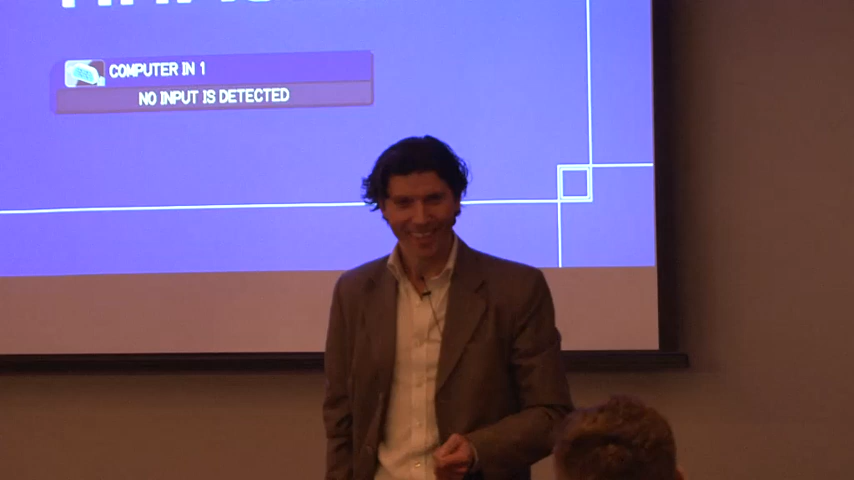 COMPUTER IN 1
NO INPUT IS DETECTED